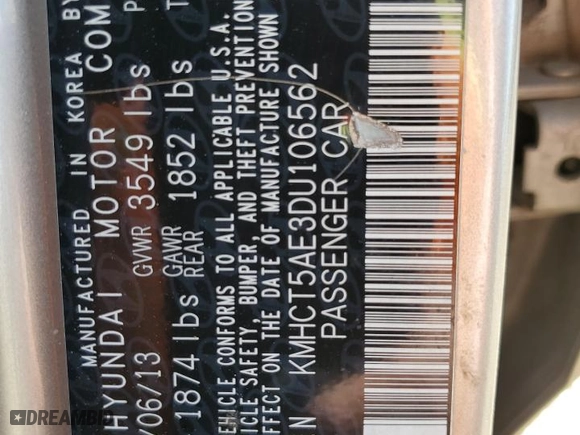 MANUFACTURED IN KOREA BY
HYUNDAI MOTOR COM
/06/13 GVWR 3549 lbs
1874 lbs GAWR REAR 1852 lbs T
EHICLE CONFORMS TO ALL APPLICABLE U.S.A.
ICLE SAFETY, BUMPER, AND THEFT PREVENTION
EFFECT ON THE DATE OF MANUFACTURE SHOWN
N KMHCT5AE3DU106562
PASSENGER CAR
DREAMBID